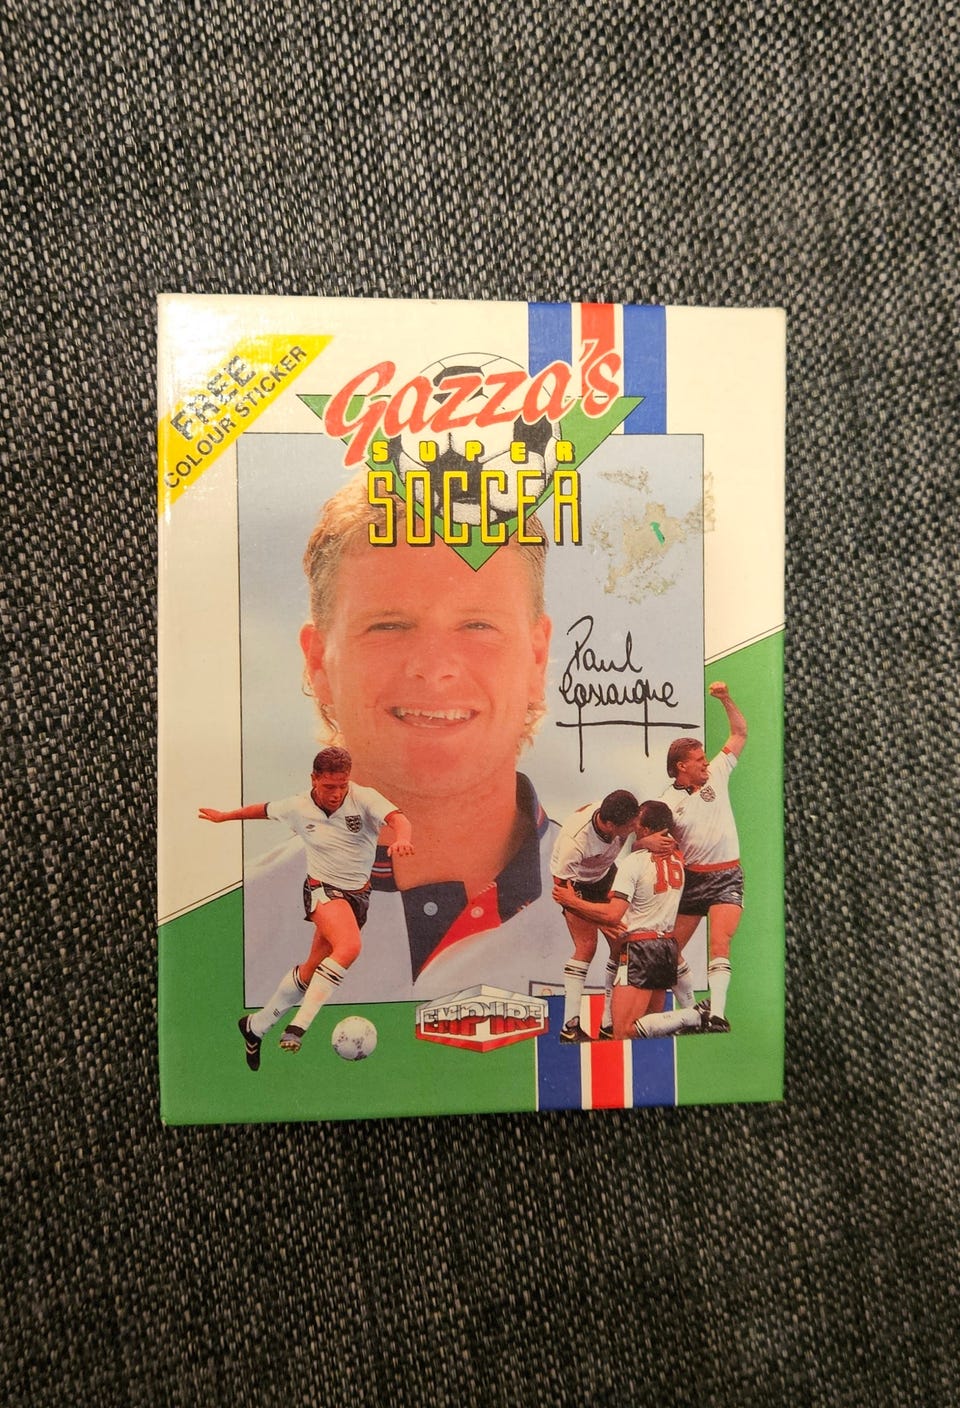 FREE
COLOUR STICKER
Gazza's
SUPER
SOCCER
Paul
Gascoigne
16
EMPIRE